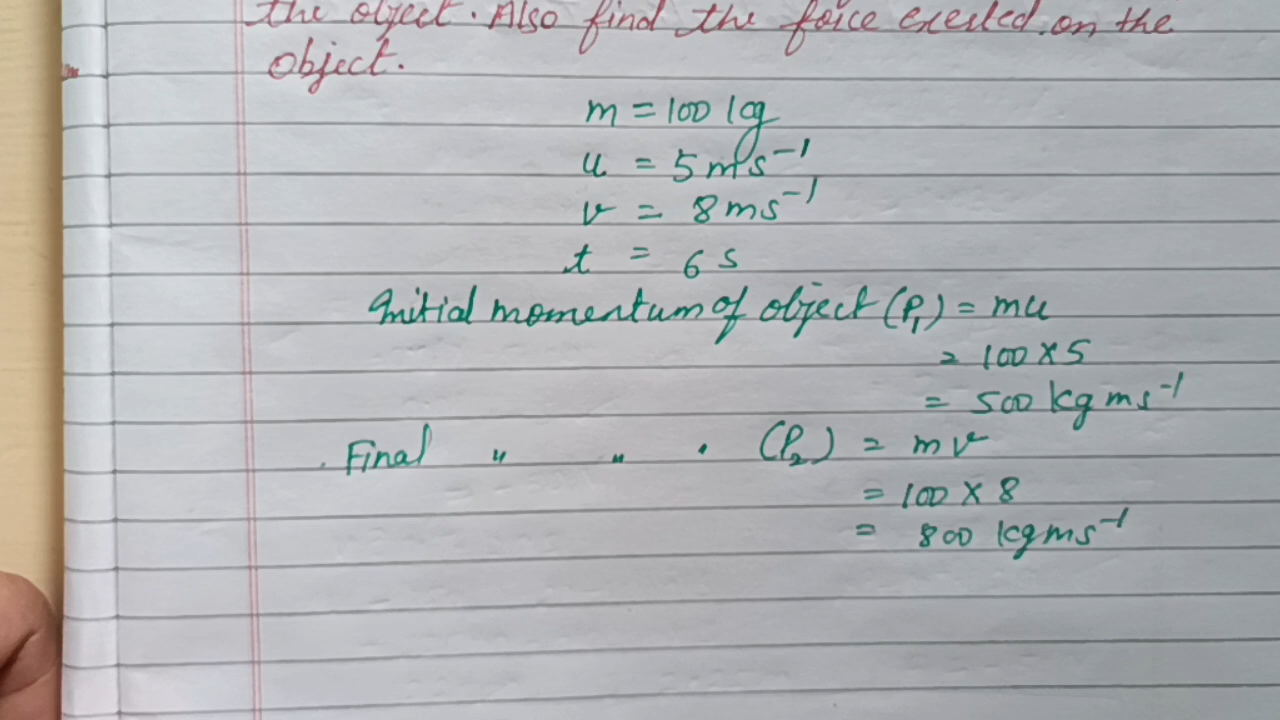 the object. Also find the force exerted on the
object.
m = 100 kg
u = 5 ms⁻¹
v = 8 ms⁻¹
t = 6 s
Initial momentum of object (P₁) = mu
= 100 × 5
= 500 kg ms⁻¹
Final " " " (P₂) = mv
= 100 × 8
= 800 kg ms⁻¹